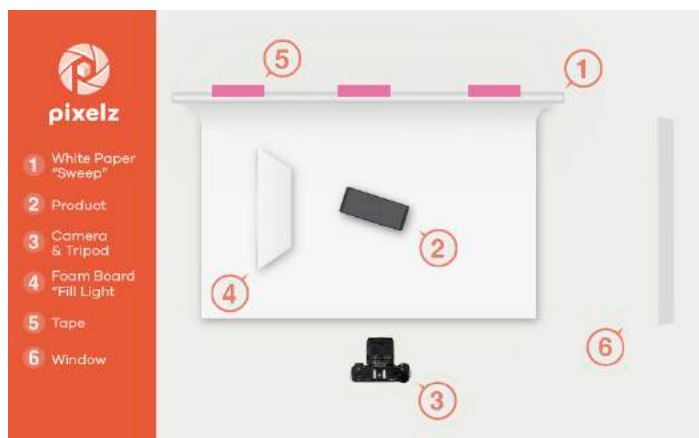 pixelz
1 White Paper
"Sweep"
2 Product
3 Camera
& Tripod
4 Foam Board
"Fill Light
5 Tape
6 Window
5
1
2
4
6
3